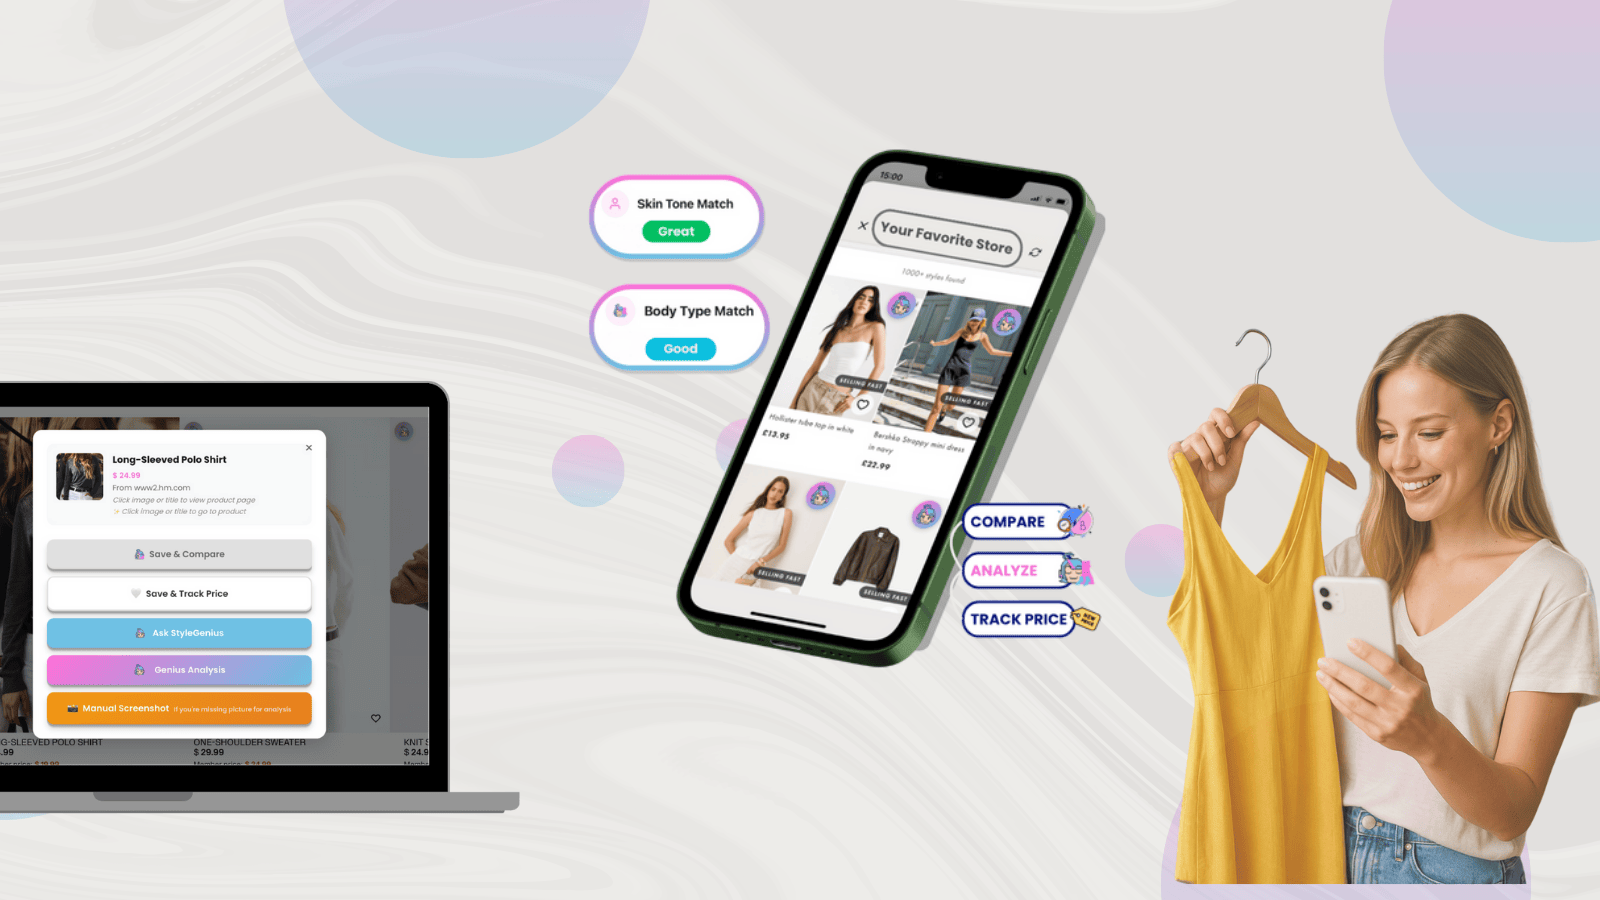 Skin Tone Match
Great
Body Type Match
Good
15:00
Your Favorite Store
1000+ styles found
SELLING FAST
SELLING FAST
Hollister tube top in white
£13.95
Bershka Strappy mini dress
in navy
£22.99
SELLING FAST
SELLING FAST
COMPARE
B
ANALYZE
TRACK PRICE
NEW
PRICE
Long-Sleeved Polo Shirt
$ 24.99
From www2.hm.com
Click image or title to view product page
Click image or title to go to product
Save & Compare
Save & Track Price
Ask StyleGenius
Genius Analysis
Manual Screenshot If you're missing picture for analysis
G-SLEEVED POLO SHIRT
.99
ONE-SHOULDER SWEATER
$ 29.99
Member price: $ 24.99
KNIT S
$ 24.9